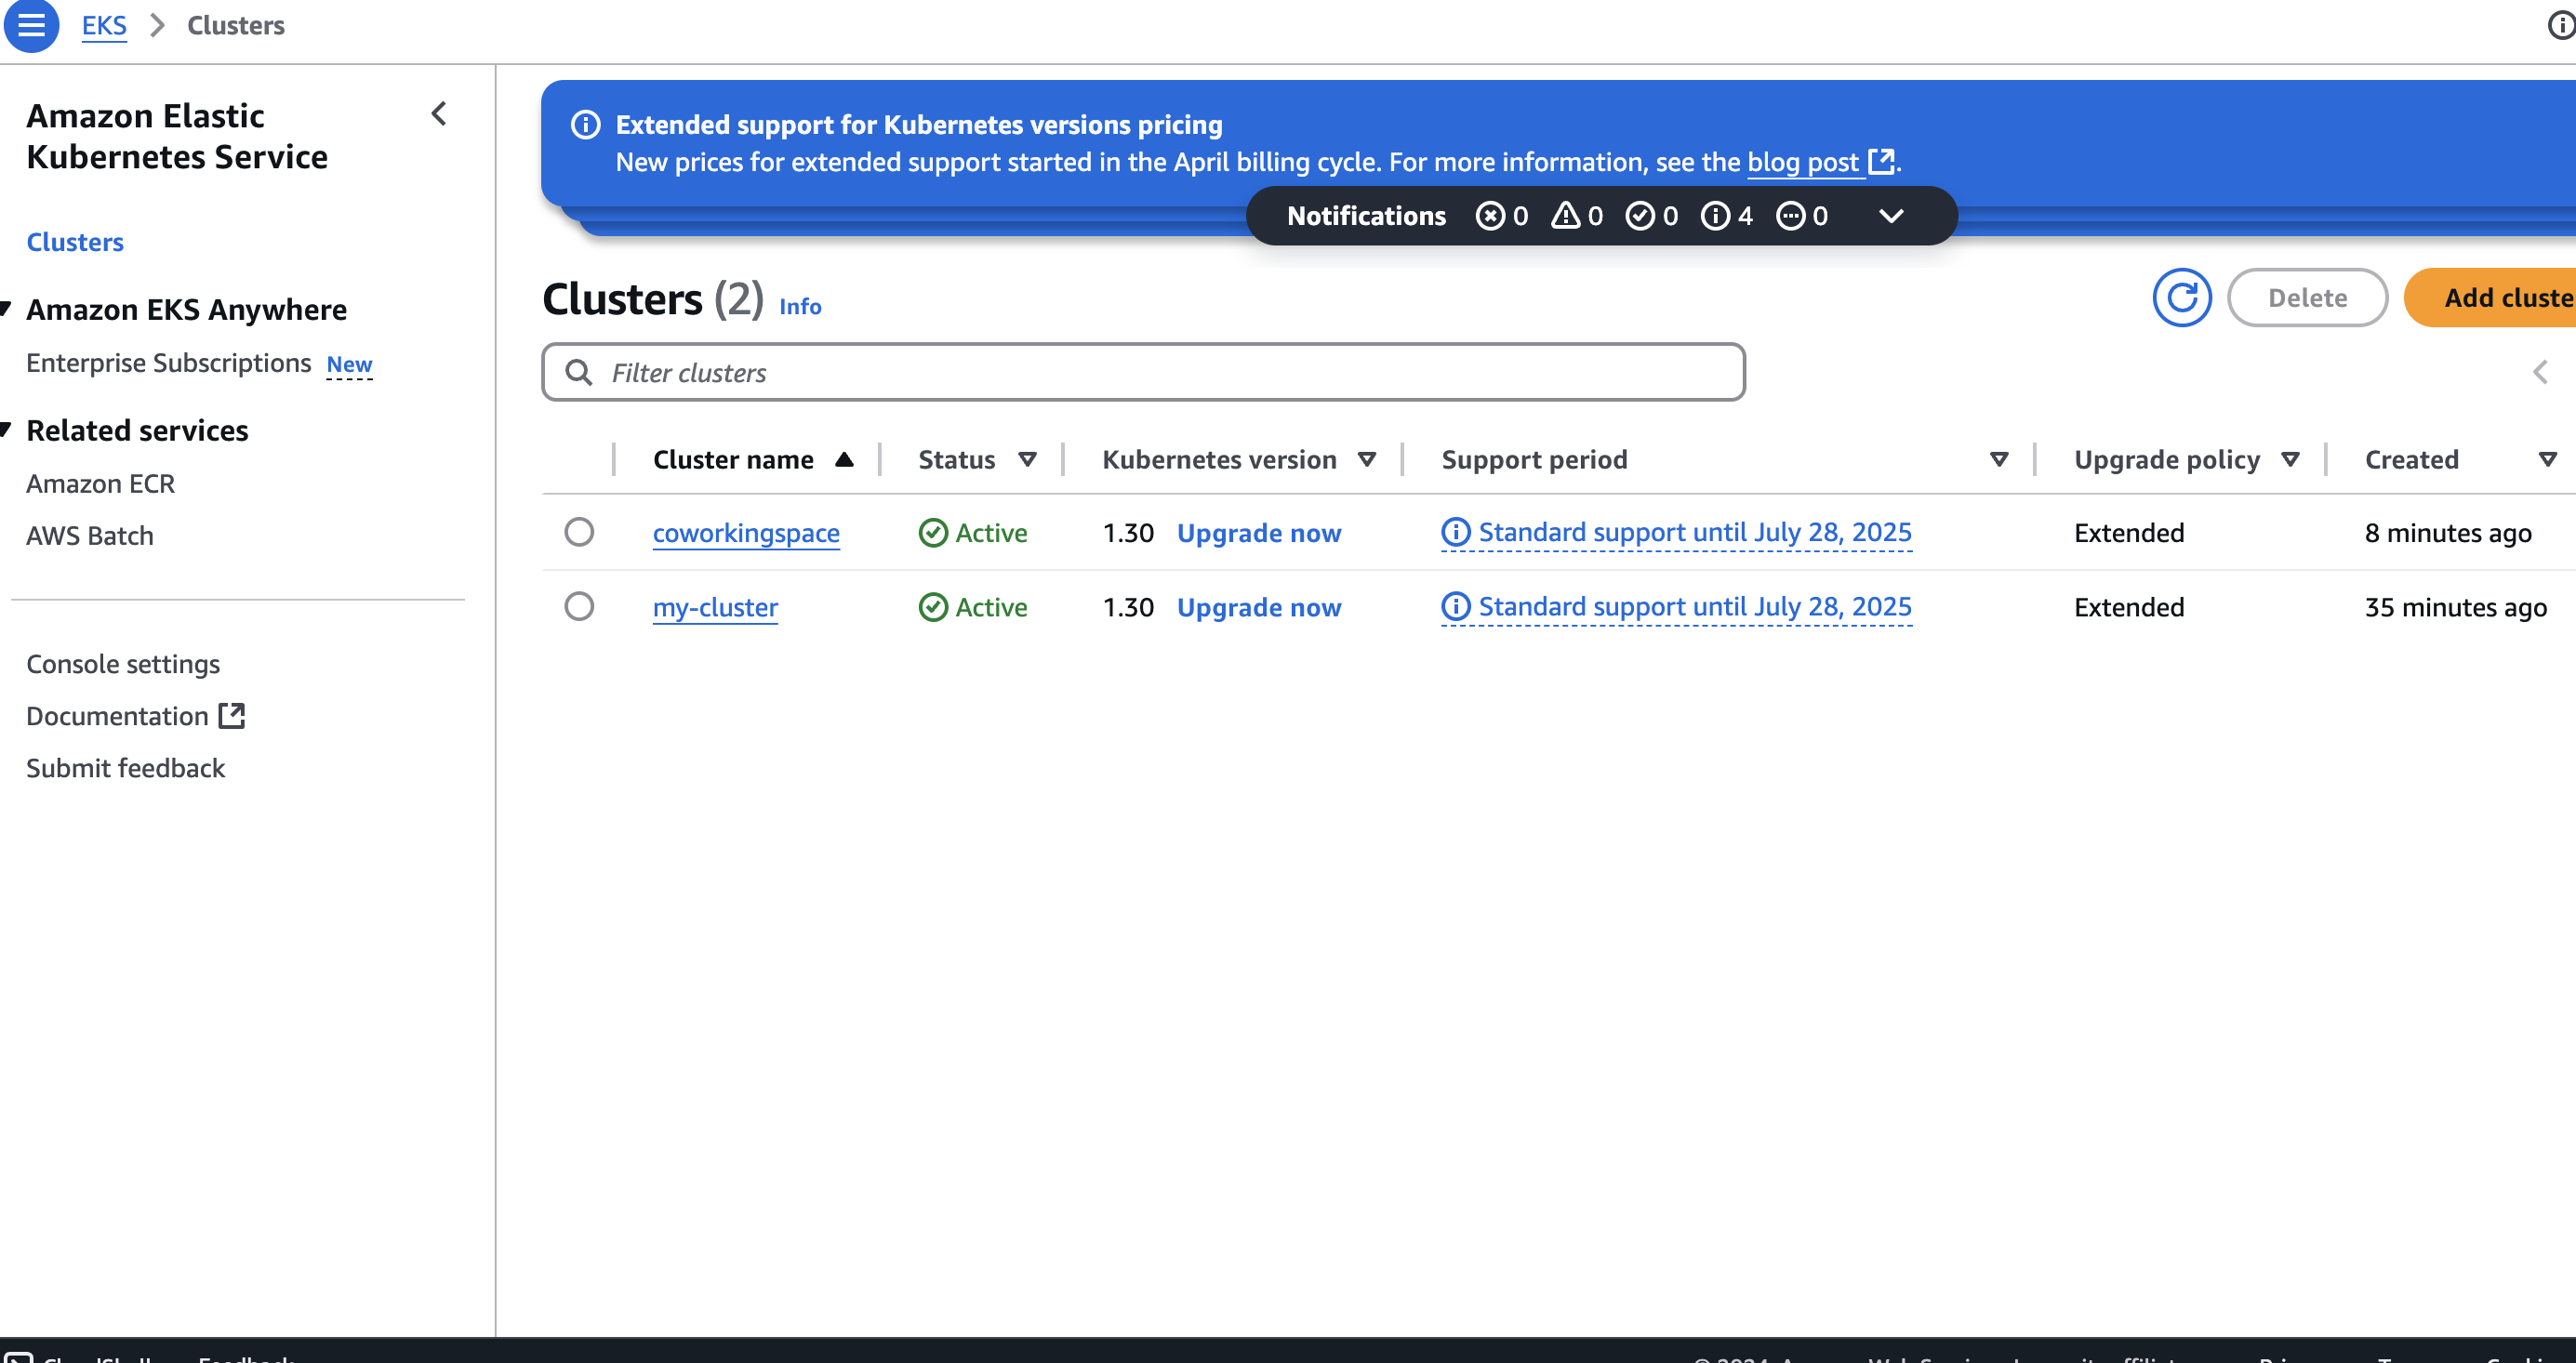 EKS > Clusters
Amazon Elastic
Kubernetes Service
Clusters
Amazon EKS Anywhere
Enterprise Subscriptions New
Related services
Amazon ECR
AWS Batch
Console settings
Documentation
Submit feedback
Extended support for Kubernetes versions pricing
New prices for extended support started in the April billing cycle. For more information, see the blog post.
Notifications 0 0 0 4 0
Clusters (2) Info
Delete
Add cluste
Filter clusters
Cluster name Status Kubernetes version Support period Upgrade policy Created
coworkingspace Active 1.30 Upgrade now Standard support until July 28, 2025 Extended 8 minutes ago
my-cluster Active 1.30 Upgrade now Standard support until July 28, 2025 Extended 35 minutes ago